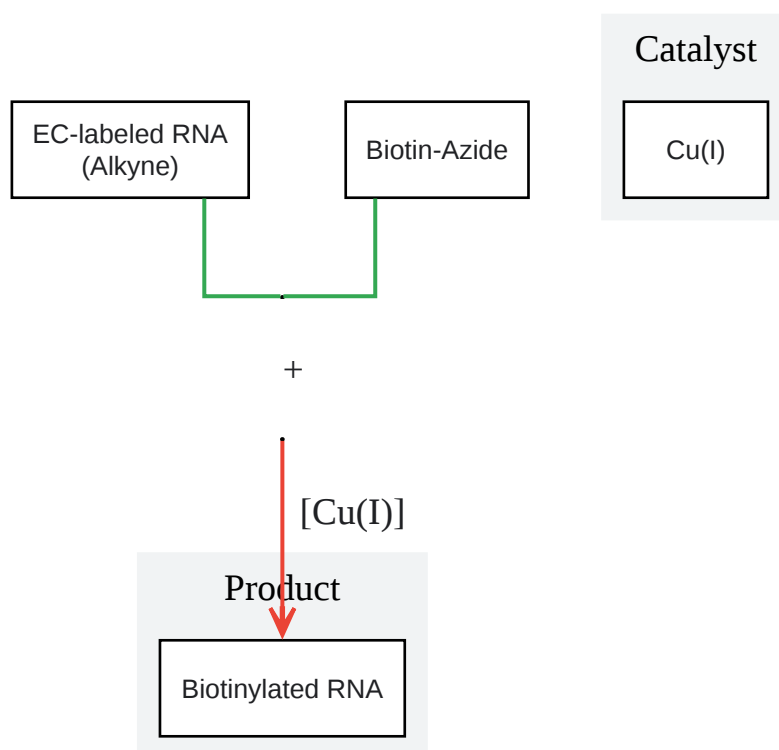 Catalyst
EC-labeled RNA
(Alkyne)
Biotin-Azide
Cu(I)
+
[Cu(I)]
Product
Biotinylated RNA